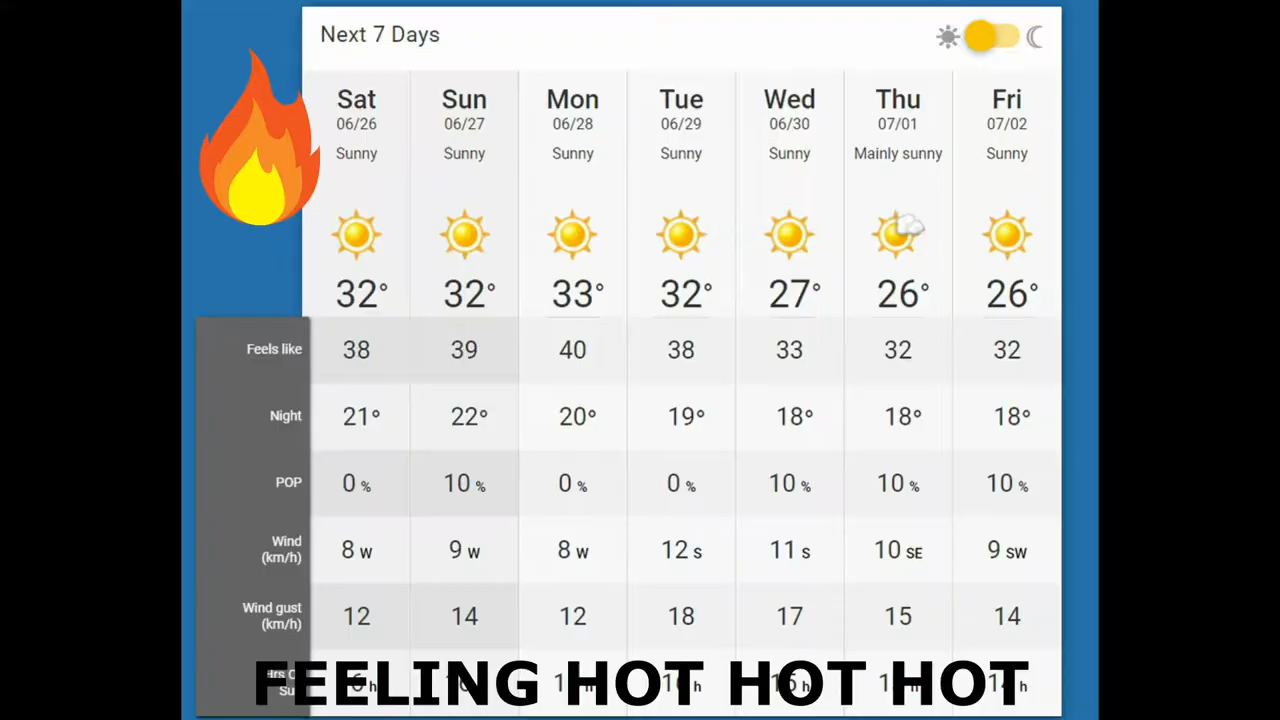 Next 7 Days
Sat Sun Mon Tue Wed Thu Fri
06/26 06/27 06/28 06/29 06/30 07/01 07/02
Sunny Sunny Sunny Sunny Sunny Mainly sunny Sunny
32° 32° 33° 32° 27° 26° 26°
Feels like 38 39 40 38 33 32 32
Night 21° 22° 20° 19° 18° 18° 18°
POP 0 % 10 % 0 % 0 % 10 % 10 % 10 %
Wind 8 W 9 W 8 W 12 S 11 S 10 SE 9 SW
(km/h)
Wind gust 12 14 12 18 17 15 14
(km/h)
FEELING HOT HOT HOT